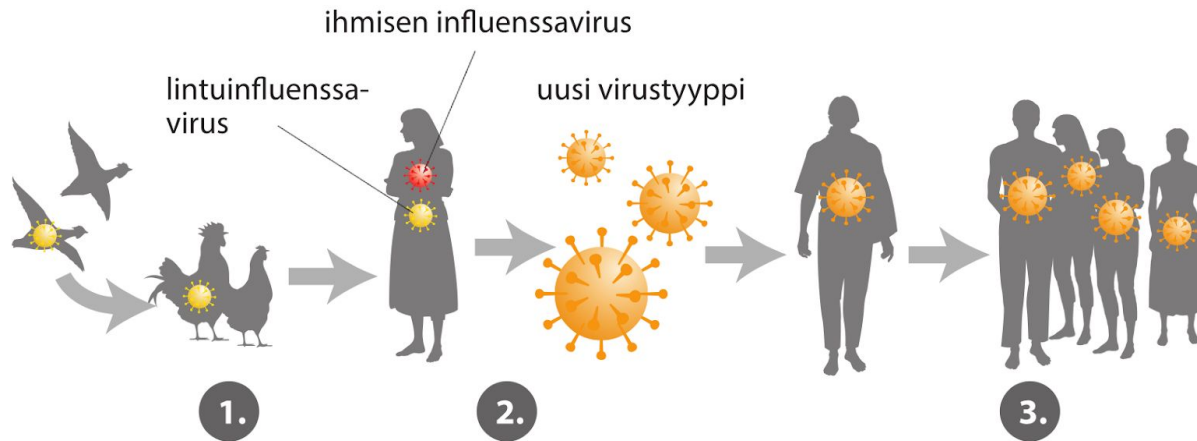 ihmisen influenssavirus
lintuinfluenssa-
virus
uusi virustyyppi
1.
2.
3.